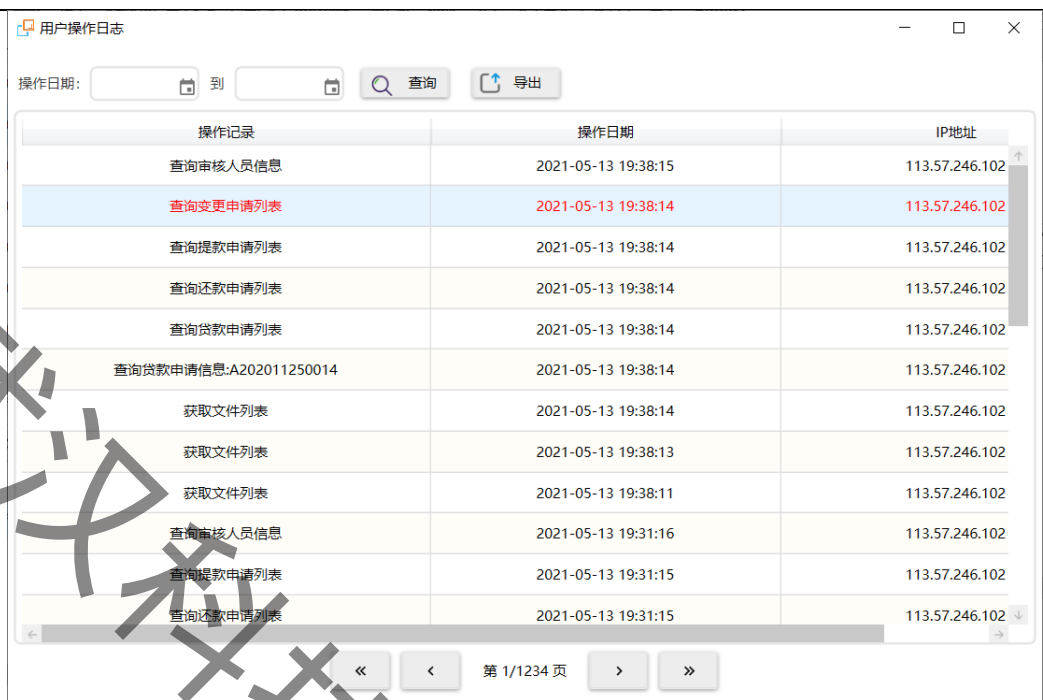 用户操作日志
操作日期: 到 查询 导出
操作记录 操作日期 IP地址
查询审核人员信息 2021-05-13 19:38:15 113.57.246.102
查询变更申请列表 2021-05-13 19:38:14 113.57.246.102
查询提款申请列表 2021-05-13 19:38:14 113.57.246.102
查询还款申请列表 2021-05-13 19:38:14 113.57.246.102
查询贷款申请列表 2021-05-13 19:38:14 113.57.246.102
查询贷款申请信息:A202011250014 2021-05-13 19:38:14 113.57.246.102
获取文件列表 2021-05-13 19:38:14 113.57.246.102
获取文件列表 2021-05-13 19:38:13 113.57.246.102
获取文件列表 2021-05-13 19:38:11 113.57.246.102
查询审核人员信息 2021-05-13 19:31:16 113.57.246.102
查询提款申请列表 2021-05-13 19:31:15 113.57.246.102
查询还款申请列表 2021-05-13 19:31:15 113.57.246.102
« ‹ 第 1/1234 页 › »
汉科